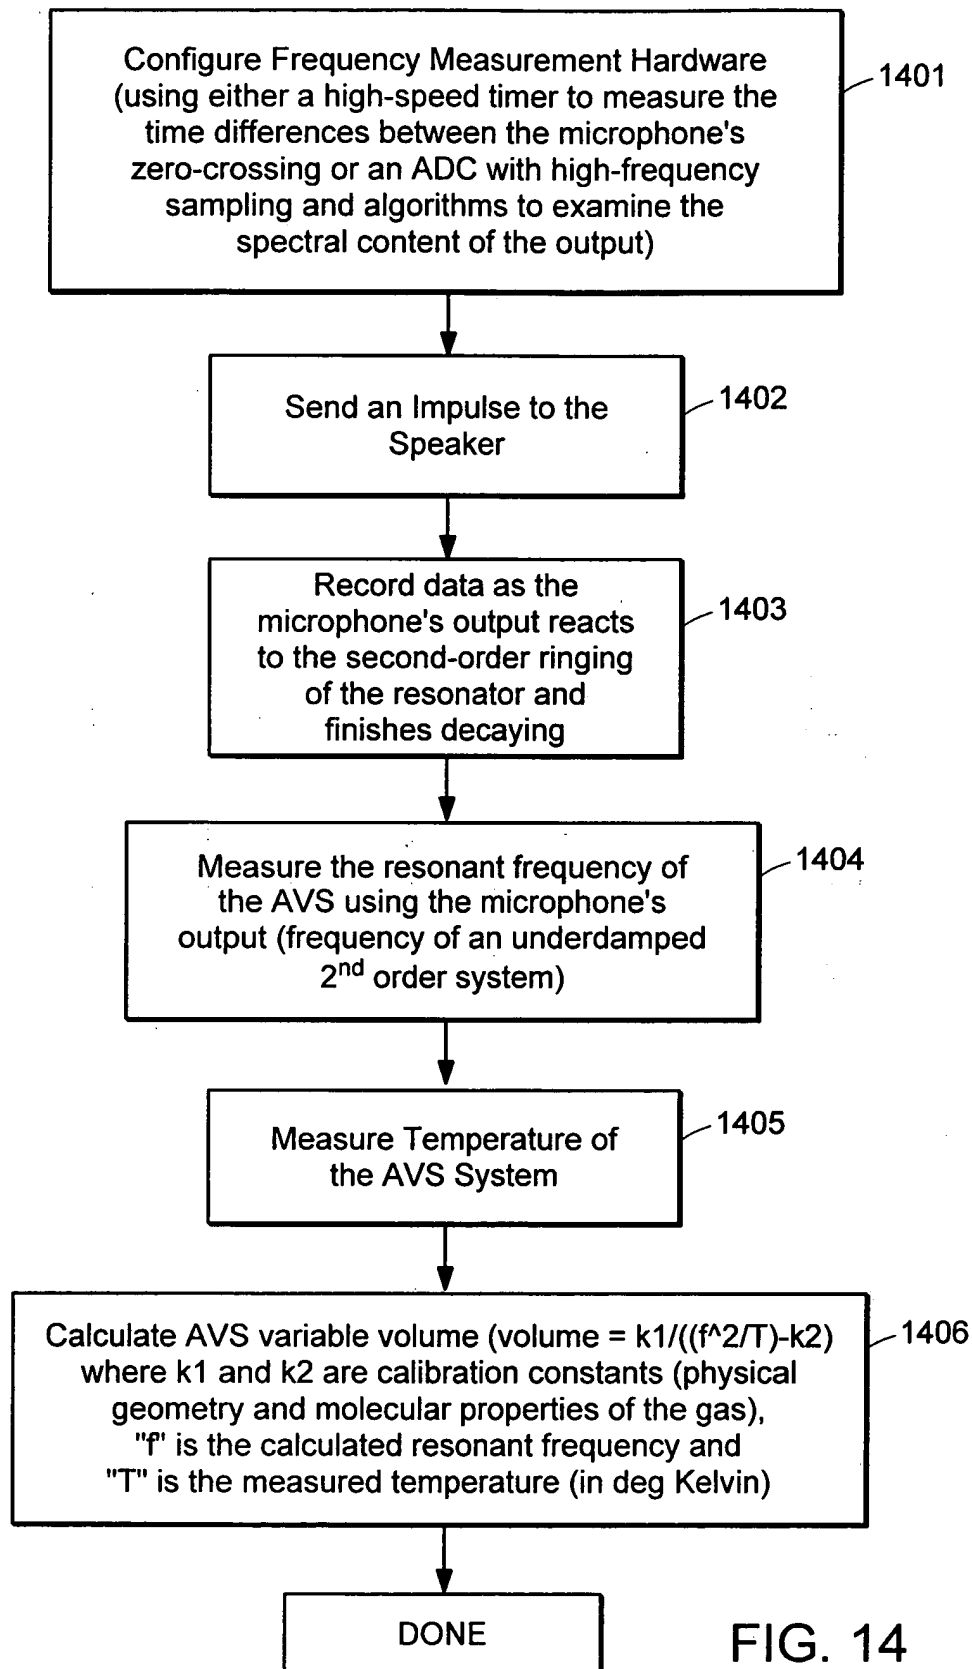 Configure Frequency Measurement Hardware
(using either a high-speed timer to measure the
time differences between the microphone's
zero-crossing or an ADC with high-frequency
sampling and algorithms to examine the
spectral content of the output)
1401
Send an Impulse to the
Speaker
1402
Record data as the
microphone's output reacts
to the second-order ringing
of the resonator and
finishes decaying
1403
Measure the resonant frequency of
the AVS using the microphone's
output (frequency of an underdamped
2nd order system)
1404
Measure Temperature of
the AVS System
1405
Calculate AVS variable volume (volume = k1/((f^2/T)-k2)
where k1 and k2 are calibration constants (physical
geometry and molecular properties of the gas),
"f" is the calculated resonant frequency and
"T" is the measured temperature (in deg Kelvin)
1406
DONE
FIG. 14